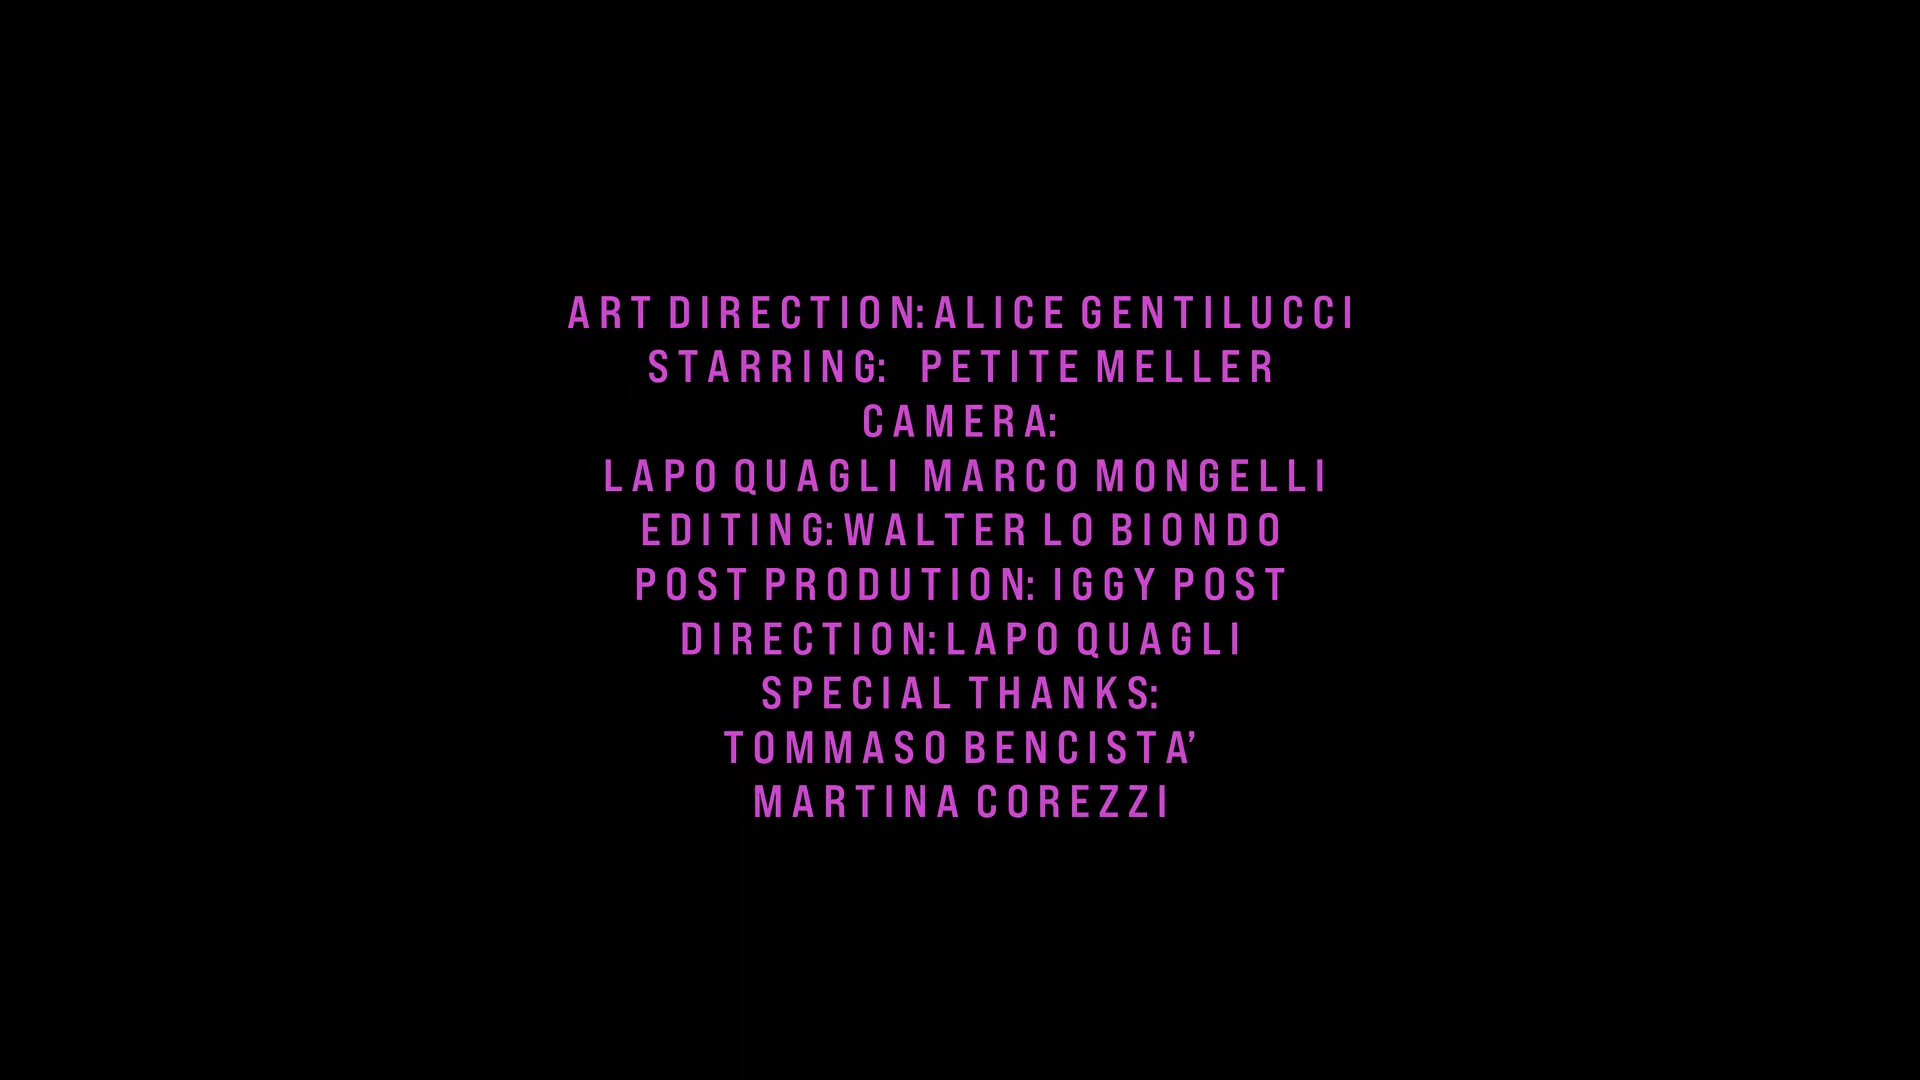 ART DIRECTION: ALICE GENTILUCCI
STARRING: PETITE MELLER
CAMERA:
LAPO QUAGLI MARCO MONGELLI
EDITING: WALTER LO BIONDO
POST PRODUTION: IGGY POST
DIRECTION: LAPO QUAGLI
SPECIAL THANKS:
TOMMASO BENCISTA’
MARTINA COREZZI